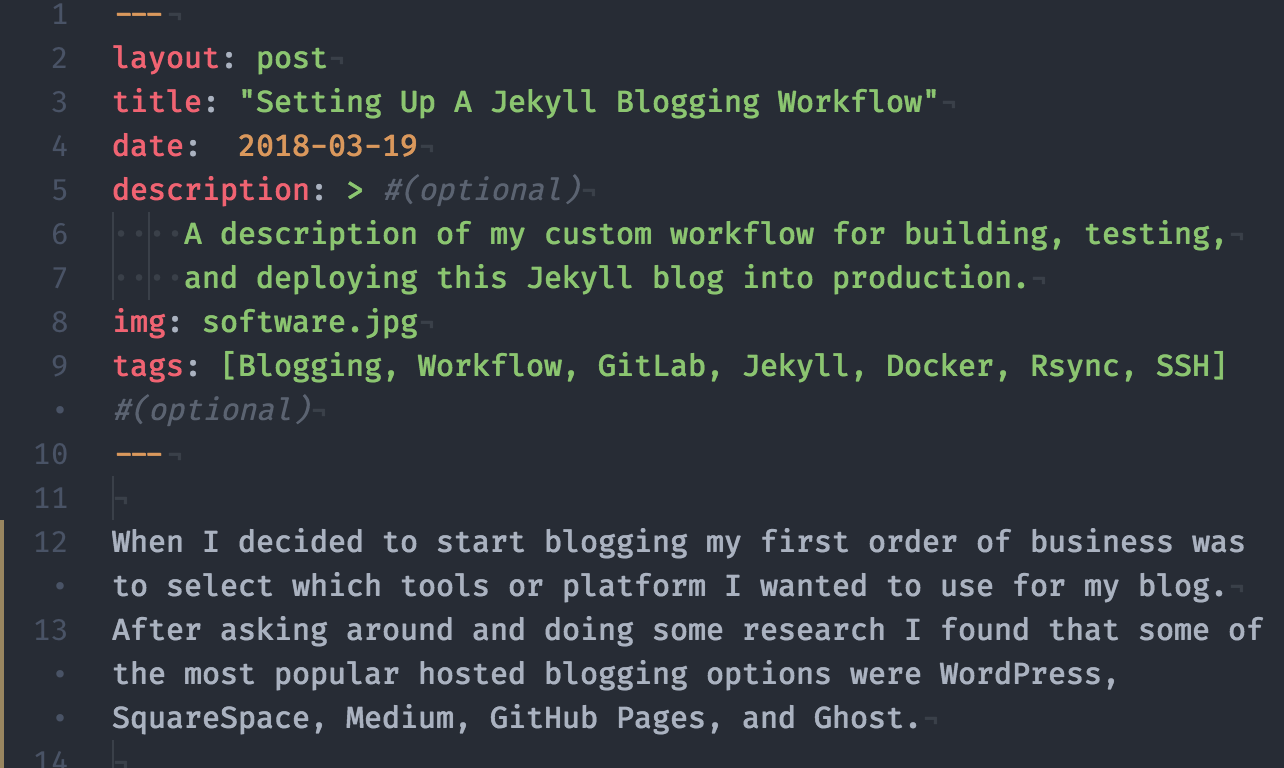 1 ---¬
2 layout: post¬
3 title: "Setting Up A Jekyll Blogging Workflow"¬
4 date:  2018-03-19¬
5 description: > #(optional)¬
6 ····A description of my custom workflow for building, testing,¬
7 ····and deploying this Jekyll blog into production.¬
8 img: software.jpg¬
9 tags: [Blogging, Workflow, GitLab, Jekyll, Docker, Rsync, SSH]
• #(optional)¬
10 ---¬
11 ¬
12 When I decided to start blogging my first order of business was
• to select which tools or platform I wanted to use for my blog.¬
13 After asking around and doing some research I found that some of
• the most popular hosted blogging options were WordPress,
• SquareSpace, Medium, GitHub Pages, and Ghost.¬
14 ¬